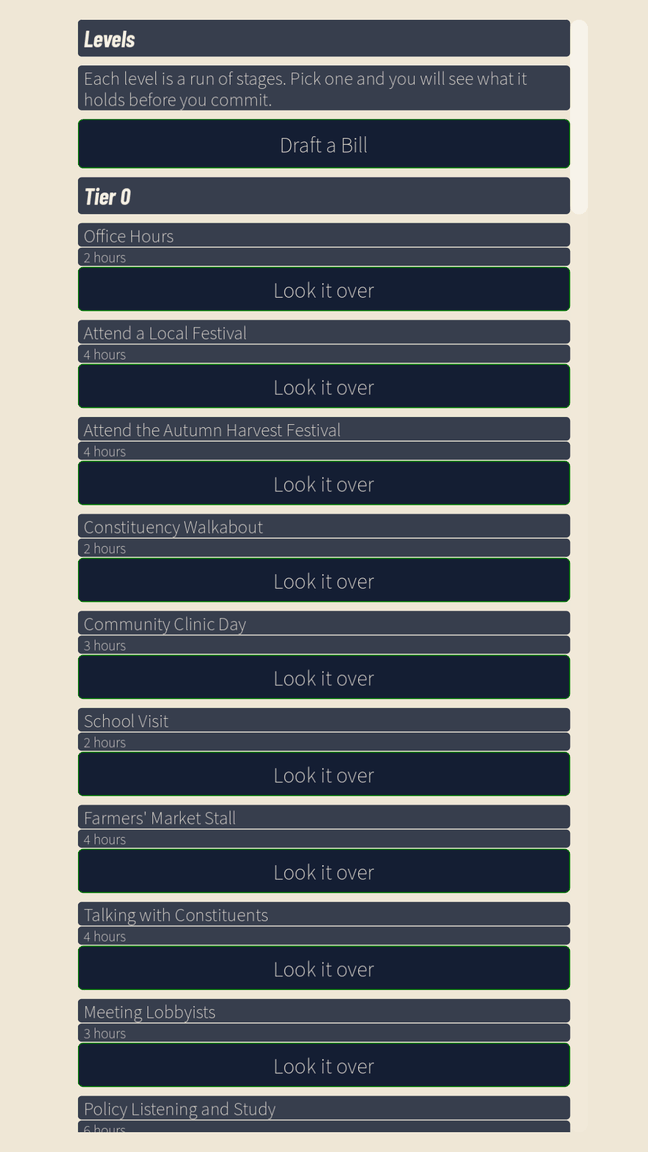 Levels
Each level is a run of stages. Pick one and you will see what it
holds before you commit.
Draft a Bill
Tier 0
Office Hours
2 hours
Look it over
Attend a Local Festival
4 hours
Look it over
Attend the Autumn Harvest Festival
4 hours
Look it over
Constituency Walkabout
2 hours
Look it over
Community Clinic Day
3 hours
Look it over
School Visit
2 hours
Look it over
Farmers' Market Stall
4 hours
Look it over
Talking with Constituents
4 hours
Look it over
Meeting Lobbyists
3 hours
Look it over
Policy Listening and Study
6 hours